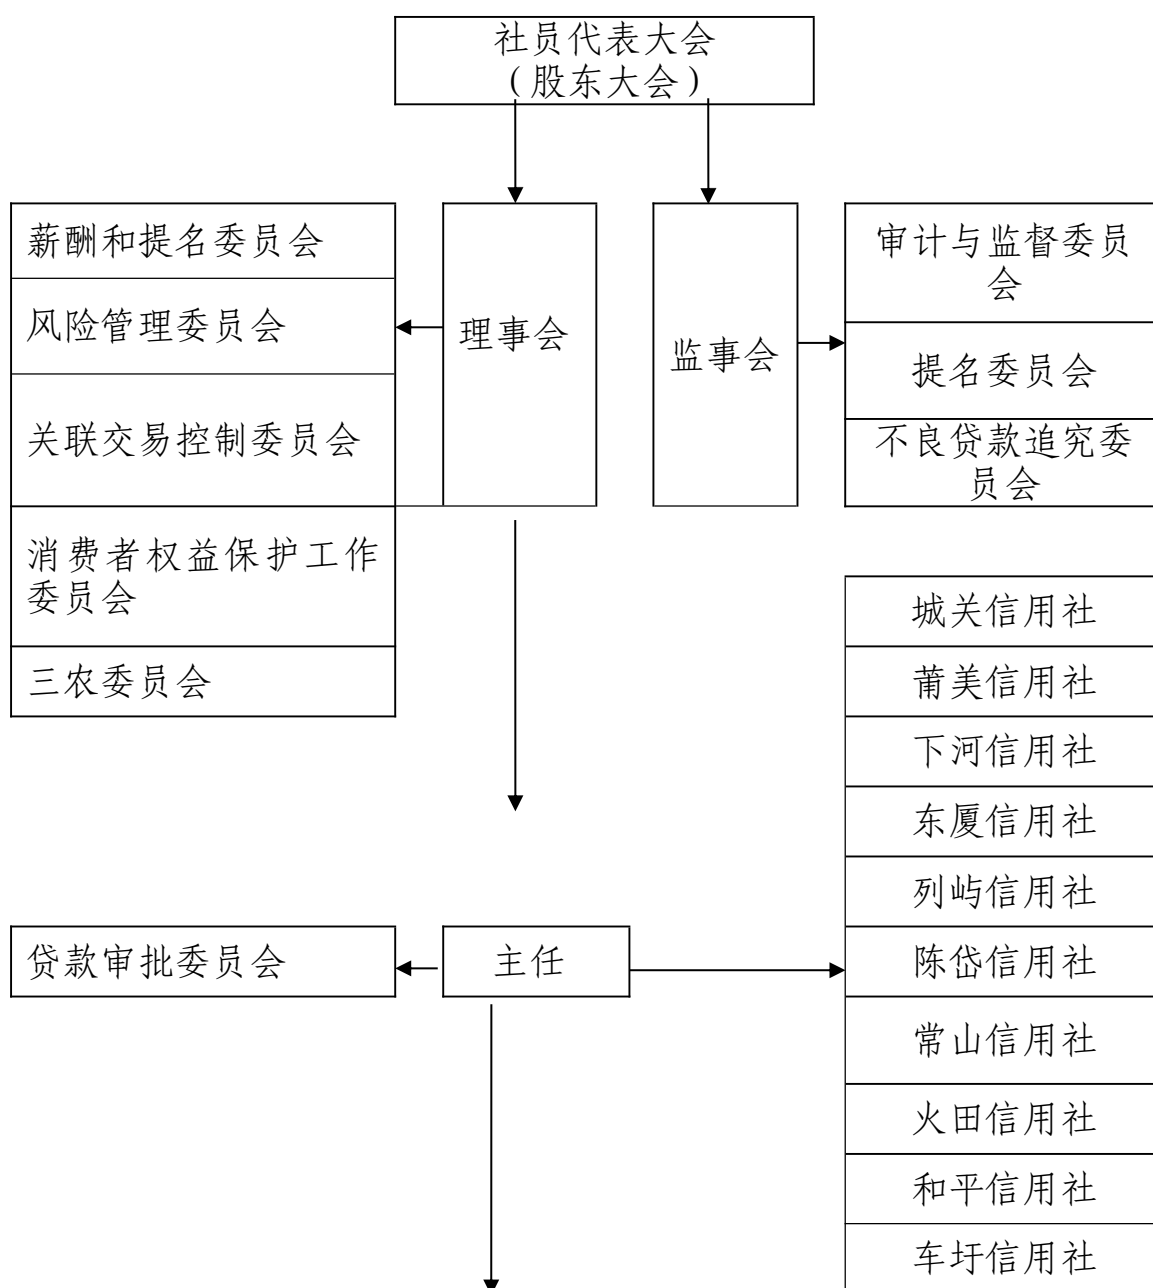 社员代表大会
（股东大会）
薪酬和提名委员会
风险管理委员会
关联交易控制委员会
消费者权益保护工作
委员会
三农委员会
理事会
监事会
审计与监督委员
会
提名委员会
不良贷款追究委
员会
贷款审批委员会
主任
城关信用社
莆美信用社
下河信用社
东厦信用社
列屿信用社
陈岱信用社
常山信用社
火田信用社
和平信用社
车圩信用社